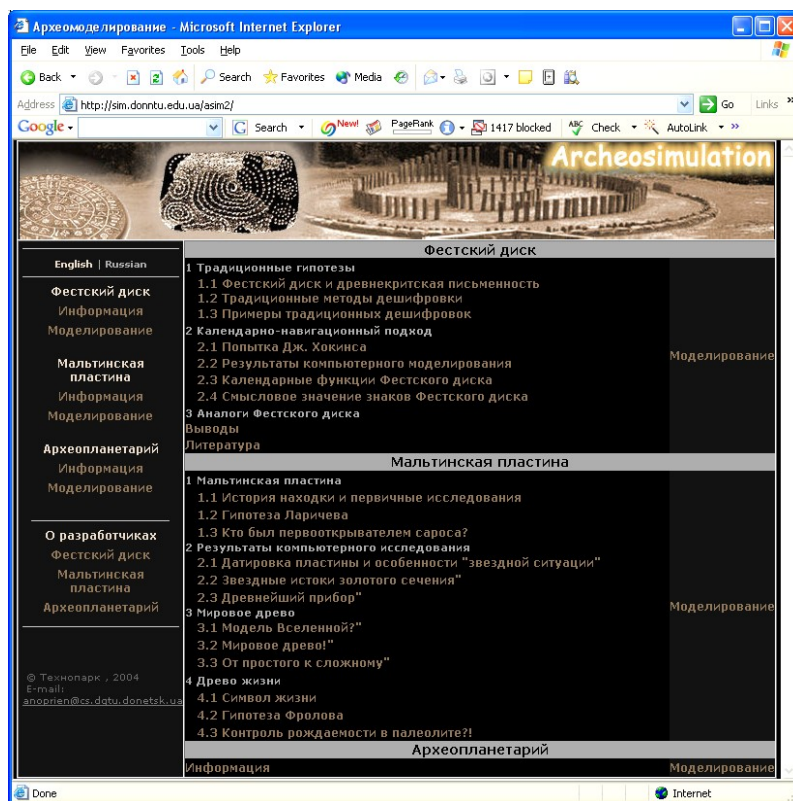 Археомоделирование - Microsoft Internet Explorer
File Edit View Favorites Tools Help
Back Search Favorites Media
Address http://sim.donntu.edu.ua/asim2/ Go Links »
Google Search New! PageRank 1417 blocked ABC Check AutoLink »
Archeosimulation
English | Russian
Фестский диск
Информация
Моделирование
Мальтинская
пластина
Информация
Моделирование
Археопланетарий
Информация
Моделирование
О разработчиках
Фестский диск
Мальтинская
пластина
Археопланетарий
© Технопарк , 2004
E-mail:
anoprien@cs.dgtu.donetsk.ua
Фестский диск
1 Традиционные гипотезы
1.1 Фестский диск и древнекритская письменность
1.2 Традиционные методы дешифровки
1.3 Примеры традиционных дешифровок
2 Календарно-навигационный подход
2.1 Попытка Дж. Хокинса
2.2 Результаты компьютерного моделирования
2.3 Календарные функции Фестского диска
2.4 Смысловое значение знаков Фестского диска
3 Аналоги Фестского диска
Выводы
Литература
Моделирование
Мальтинская пластина
1 Мальтинская пластина
1.1 История находки и первичные исследования
1.2 Гипотеза Ларичева
1.3 Кто был первооткрывателем сароса?
2 Результаты компьютерного исследования
2.1 Датировка пластины и особенности "звездной ситуации"
2.2 Звездные истоки золотого сечения"
2.3 Древнейший прибор"
3 Мировое древо
3.1 Модель Вселенной?"
3.2 Мировое древо!"
3.3 От простого к сложному"
4 Древо жизни
4.1 Символ жизни
4.2 Гипотеза Фролова
4.3 Контроль рождаемости в палеолите?!
Моделирование
Археопланетарий
Информация Моделирование
Done Internet